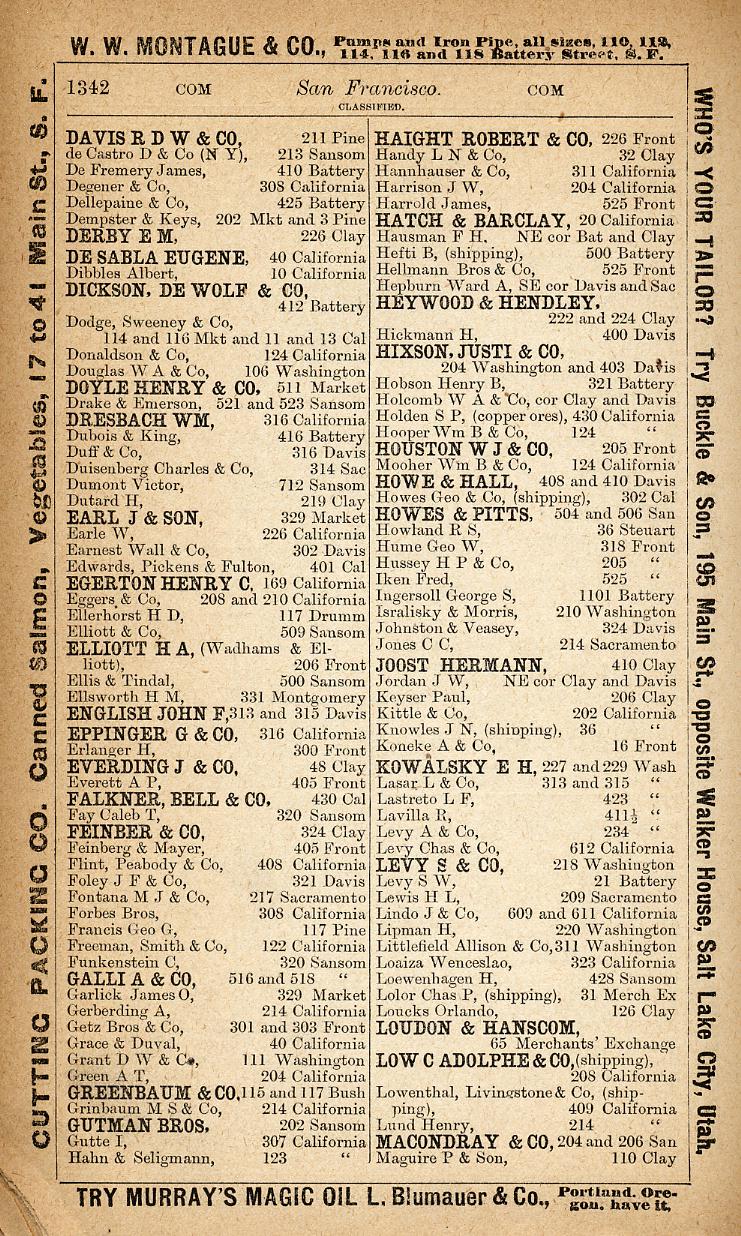 W. W. MONTAGUE & CO., Pumps and Iron Pipe, all sizes, 110, 112,
114, 116 and 118 Battery Street, S. F.
1342 COM San Francisco. COM
CLASSIFIED.
DAVIS R D W & CO, 211 Pine
de Castro D & Co (N Y), 213 Sansom
De Fremery James, 410 Battery
Degener & Co, 308 California
Dellepaine & Co, 425 Battery
Dempster & Keys, 202 Mkt and 3 Pine
DERBY E M, 226 Clay
DE SABLA EUGENE, 40 California
Dibbles Albert, 10 California
DICKSON, DE WOLF & CO,
412 Battery
Dodge, Sweeney & Co,
114 and 116 Mkt and 11 and 13 Cal
Donaldson & Co, 124 California
Douglas W A & Co, 106 Washington
DOYLE HENRY & CO, 511 Market
Drake & Emerson, 521 and 523 Sansom
DRESBACH WM, 316 California
Dubois & King, 416 Battery
Duff & Co, 316 Davis
Duisenberg Charles & Co, 314 Sac
Dumont Victor, 712 Sansom
Dutard H, 219 Clay
EARL J & SON, 329 Market
Earle W, 226 California
Earnest Wall & Co, 302 Davis
Edwards, Pickens & Fulton, 401 Cal
EGERTON HENRY C, 169 California
Eggers & Co, 208 and 210 California
Ellerhorst H D, 117 Drumm
Elliott & Co, 509 Sansom
ELLIOTT H A, (Wadhams & El-
liott), 206 Front
Ellis & Tindal, 500 Sansom
Ellsworth H M, 331 Montgomery
ENGLISH JOHN F, 313 and 315 Davis
EPPINGER G & CO, 316 California
Erlanger H, 300 Front
EVERDING J & CO, 48 Clay
Everett A P, 405 Front
FALKNER, BELL & CO, 430 Cal
Fay Caleb T, 320 Sansom
FEINBER & CO, 324 Clay
Feinberg & Mayer, 405 Front
Flint, Peabody & Co, 408 California
Foley J F & Co, 321 Davis
Fontana M J & Co, 217 Sacramento
Forbes Bros, 308 California
Francis Geo G, 117 Pine
Freeman, Smith & Co, 122 California
Funkenstein C, 320 Sansom
GALLI A & CO, 516 and 518 "
Garlick James O, 329 Market
Gerberding A, 214 California
Getz Bros & Co, 301 and 303 Front
Grace & Duval, 40 California
Grant D W & Co, 111 Washington
Green A T, 204 California
GREENBAUM & CO, 115 and 117 Bush
Grinbaum M S & Co, 214 California
GUTMAN BROS, 202 Sansom
Gutte I, 307 California
Hahn & Seligmann, 123 "
HAIGHT ROBERT & CO, 226 Front
Handy L N & Co, 32 Clay
Hannhauser & Co, 311 California
Harrison J W, 204 California
Harrold James, 525 Front
HATCH & BARCLAY, 20 California
Hausman F H, NE cor Bat and Clay
Hefti B, (shipping), 500 Battery
Hellmann Bros & Co, 525 Front
Hepburn Ward A, SE cor Davis and Sac
HEYWOOD & HENDLEY,
222 and 224 Clay
Hickmann H, 400 Davis
HIXSON, JUSTI & CO,
204 Washington and 403 Davis
Hobson Henry B, 321 Battery
Holcomb W A & Co, cor Clay and Davis
Holden S P, (copper ores), 430 California
Hooper Wm B & Co, 124 "
HOUSTON W J & CO, 205 Front
Mooher Wm B & Co, 124 California
HOWE & HALL, 408 and 410 Davis
Howes Geo & Co, (shipping), 302 Cal
HOWES & PITTS, 504 and 506 San
Howland R S, 36 Steuart
Hume Geo W, 318 Front
Hussey H P & Co, 205 "
Iken Fred, 525 "
Ingersoll George S, 1101 Battery
Isralisky & Morris, 210 Washington
Johnston & Veasey, 324 Davis
Jones C C, 214 Sacramento
JOOST HERMANN, 410 Clay
Jordan J W, NE cor Clay and Davis
Keyser Paul, 206 Clay
Kittle & Co, 202 California
Knowles J N, (shipping), 36 "
Koneke A & Co, 16 Front
KOWALSKY E H, 227 and 229 Wash
Lasar L & Co, 313 and 315 "
Lastreto L F, 423 "
Lavilla R, 411½ "
Levy A & Co, 234 "
Levy Chas & Co, 612 California
LEVY S & CO, 218 Washington
Levy S W, 21 Battery
Lewis H L, 209 Sacramento
Lindo J & Co, 609 and 611 California
Lipman H, 220 Washington
Littlefield Allison & Co, 311 Washington
Loaiza Wenceslao, 323 California
Loewenhagen H, 428 Sansom
Lolor Chas P, (shipping), 31 Merch Ex
Loucks Orlando, 126 Clay
LOUDON & HANSCOM,
65 Merchants' Exchange
LOW C ADOLPHE & CO, (shipping),
208 California
Lowenthal, Livingstone & Co, (ship-
ping), 409 California
Lund Henry, 214 "
MACONDRAY & CO, 204 and 206 San
Maguire P & Son, 110 Clay
CUTTING PACKING CO. Canned Salmon, Vegetables, 17 to 41 Main St., S. F.
WHO'S YOUR TAILOR? Try Buckle & Son, 195 Main St., opposite Walker House, Salt Lake City, Utah.
TRY MURRAY'S MAGIC OIL L. Blumauer & Co., Portland, Ore-
gon, have it,